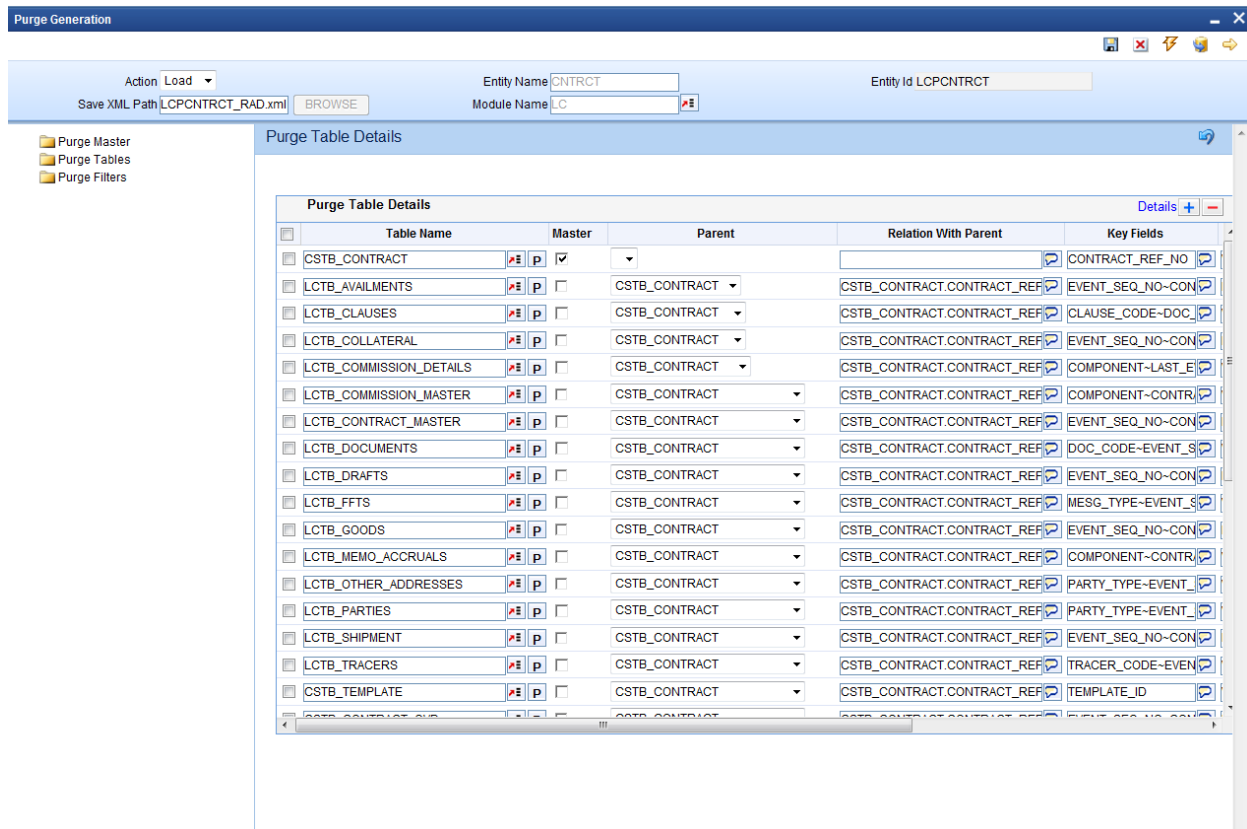 Purge Generation
Action Load Entity Name CNTRCT Entity Id LCPCNTRCT
Save XML Path LCPCNTRCT_RAD.xml BROWSE Module Name LC
Purge Master
Purge Tables
Purge Filters
Purge Table Details
Purge Table Details Details
Table Name Master Parent Relation With Parent Key Fields
CSTB_CONTRACT P CONTRACT_REF_NO
LCTB_AVAILMENTS P CSTB_CONTRACT CSTB_CONTRACT.CONTRACT_REF EVENT_SEQ_NO~CON
LCTB_CLAUSES P CSTB_CONTRACT CSTB_CONTRACT.CONTRACT_REF CLAUSE_CODE~DOC_
LCTB_COLLATERAL P CSTB_CONTRACT CSTB_CONTRACT.CONTRACT_REF EVENT_SEQ_NO~CON
LCTB_COMMISSION_DETAILS P CSTB_CONTRACT CSTB_CONTRACT.CONTRACT_REF COMPONENT~LAST_E
LCTB_COMMISSION_MASTER P CSTB_CONTRACT CSTB_CONTRACT.CONTRACT_REF COMPONENT~CONTRA
LCTB_CONTRACT_MASTER P CSTB_CONTRACT CSTB_CONTRACT.CONTRACT_REF EVENT_SEQ_NO~CON
LCTB_DOCUMENTS P CSTB_CONTRACT CSTB_CONTRACT.CONTRACT_REF DOC_CODE~EVENT_S
LCTB_DRAFTS P CSTB_CONTRACT CSTB_CONTRACT.CONTRACT_REF EVENT_SEQ_NO~CON
LCTB_FFTS P CSTB_CONTRACT CSTB_CONTRACT.CONTRACT_REF MESG_TYPE~EVENT_S
LCTB_GOODS P CSTB_CONTRACT CSTB_CONTRACT.CONTRACT_REF EVENT_SEQ_NO~CON
LCTB_MEMO_ACCRUALS P CSTB_CONTRACT CSTB_CONTRACT.CONTRACT_REF COMPONENT~CONTRA
LCTB_OTHER_ADDRESSES P CSTB_CONTRACT CSTB_CONTRACT.CONTRACT_REF PARTY_TYPE~EVENT_
LCTB_PARTIES P CSTB_CONTRACT CSTB_CONTRACT.CONTRACT_REF PARTY_TYPE~EVENT_
LCTB_SHIPMENT P CSTB_CONTRACT CSTB_CONTRACT.CONTRACT_REF EVENT_SEQ_NO~CON
LCTB_TRACERS P CSTB_CONTRACT CSTB_CONTRACT.CONTRACT_REF TRACER_CODE~EVEN
CSTB_TEMPLATE P CSTB_CONTRACT CSTB_CONTRACT.CONTRACT_REF TEMPLATE_ID